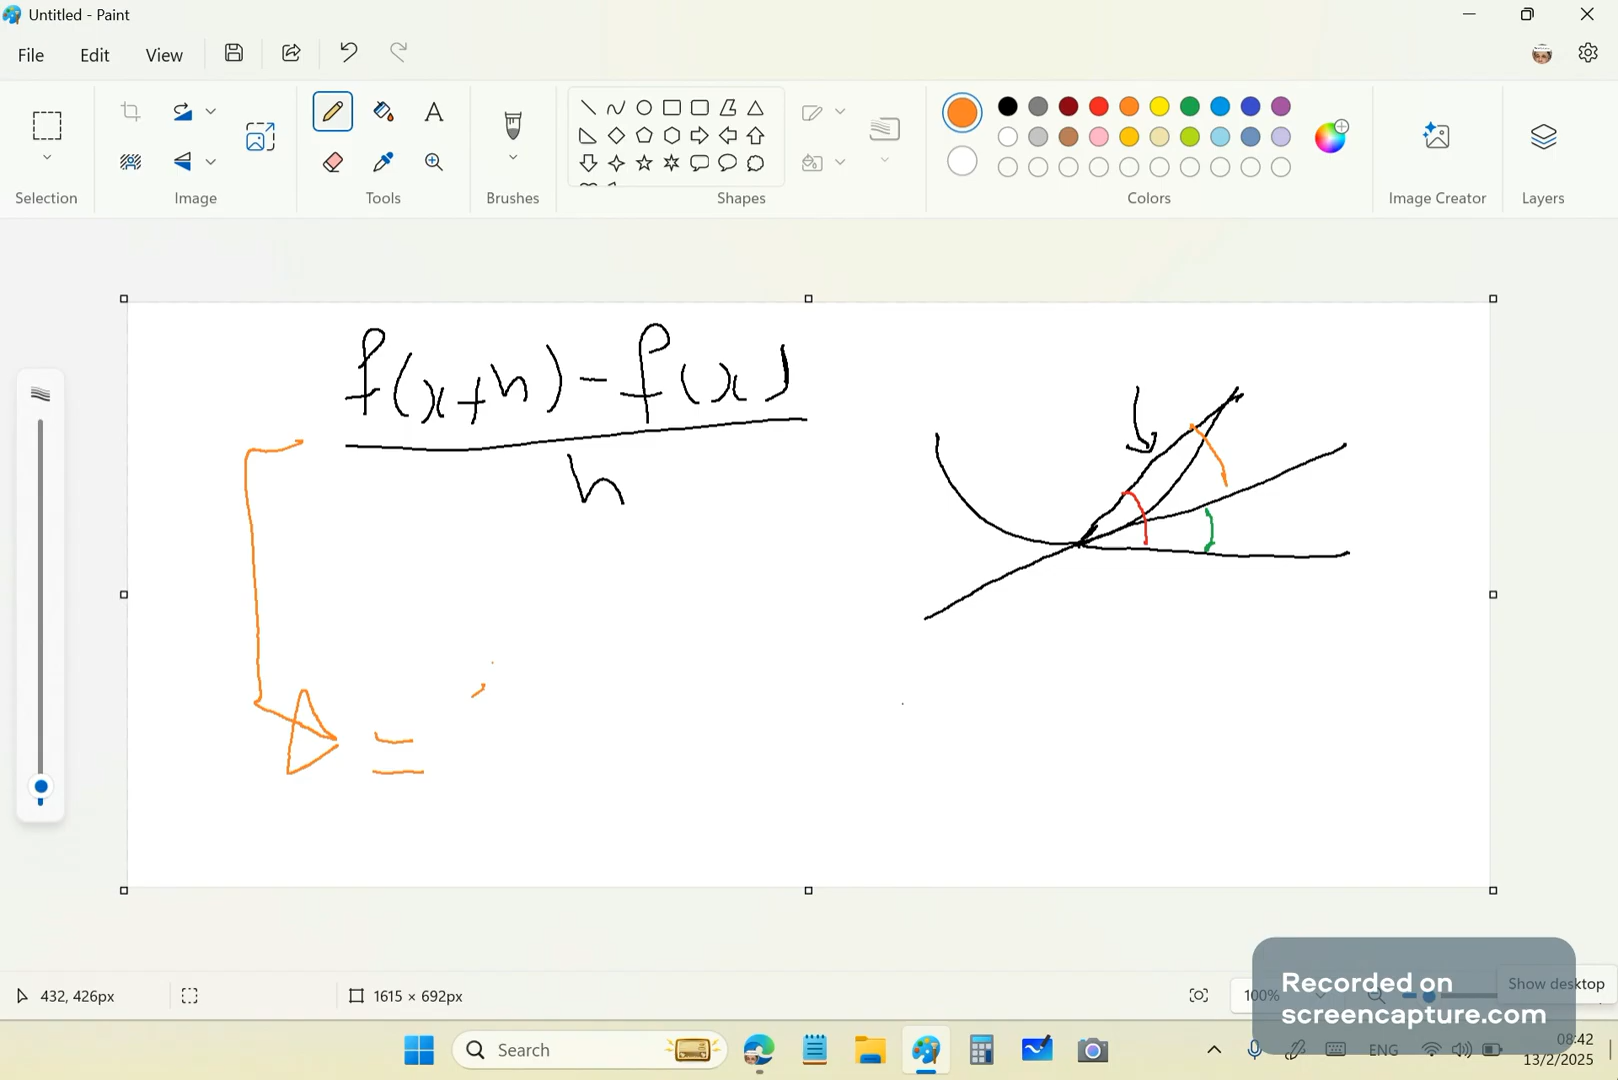 Untitled - Paint
File Edit View
Selection Image Tools Brushes Shapes Colors Image Creator Layers
f(x+h)-f(x)
h
=
432, 426px 1615 × 692px 100%
Recorded on
screencapture.com
Show desktop
Search ENG 08:42
13/2/2025